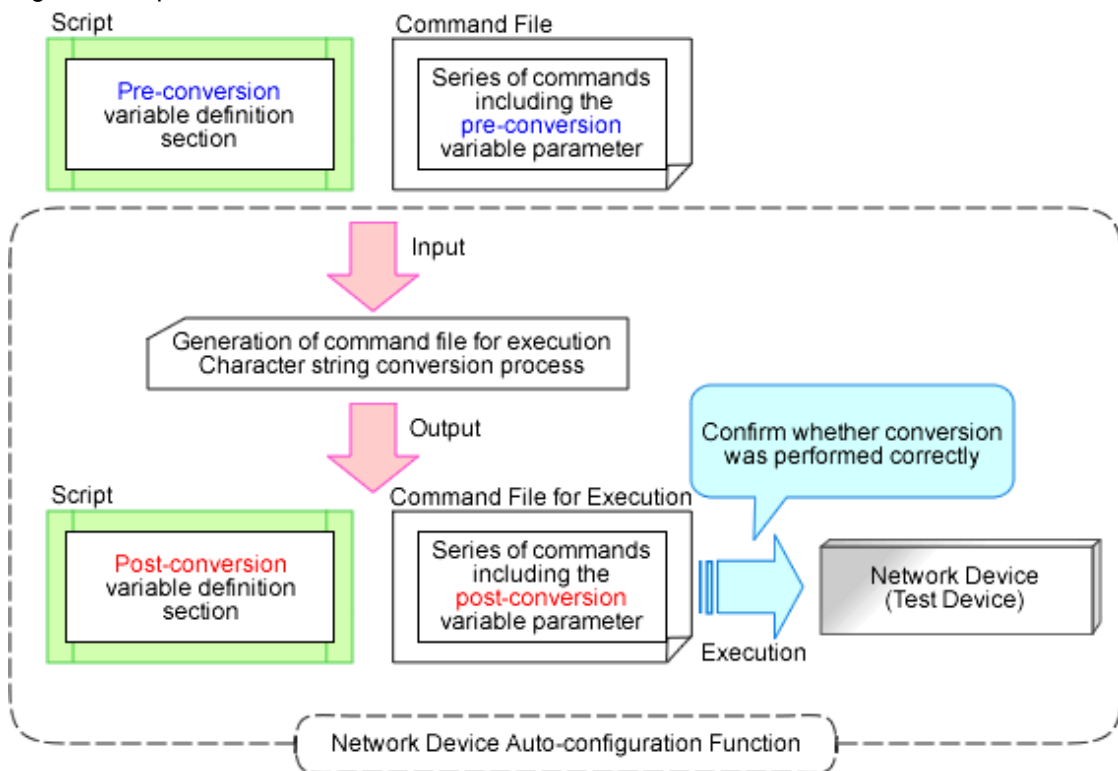 Script
Command File
Pre-conversion
variable definition
section
Series of commands
including the
pre-conversion
variable parameter
Input
Generation of command file for execution
Character string conversion process
Output
Confirm whether conversion
was performed correctly
Script
Command File for Execution
Post-conversion
variable definition
section
Series of commands
including the
post-conversion
variable parameter
Execution
Network Device
(Test Device)
Network Device Auto-configuration Function